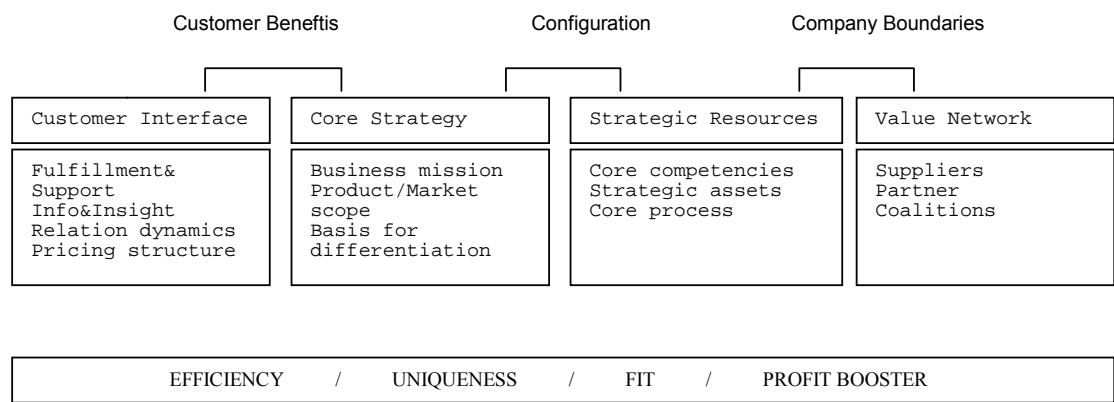 Customer Beneftis Configuration Company Boundaries
Customer Interface Core Strategy Strategic Resources Value Network
Fulfillment&
Support
Info&Insight
Relation dynamics
Pricing structure
Business mission
Product/Market
scope
Basis for
differentiation
Core competencies
Strategic assets
Core process
Suppliers
Partner
Coalitions
EFFICIENCY / UNIQUENESS / FIT / PROFIT BOOSTER